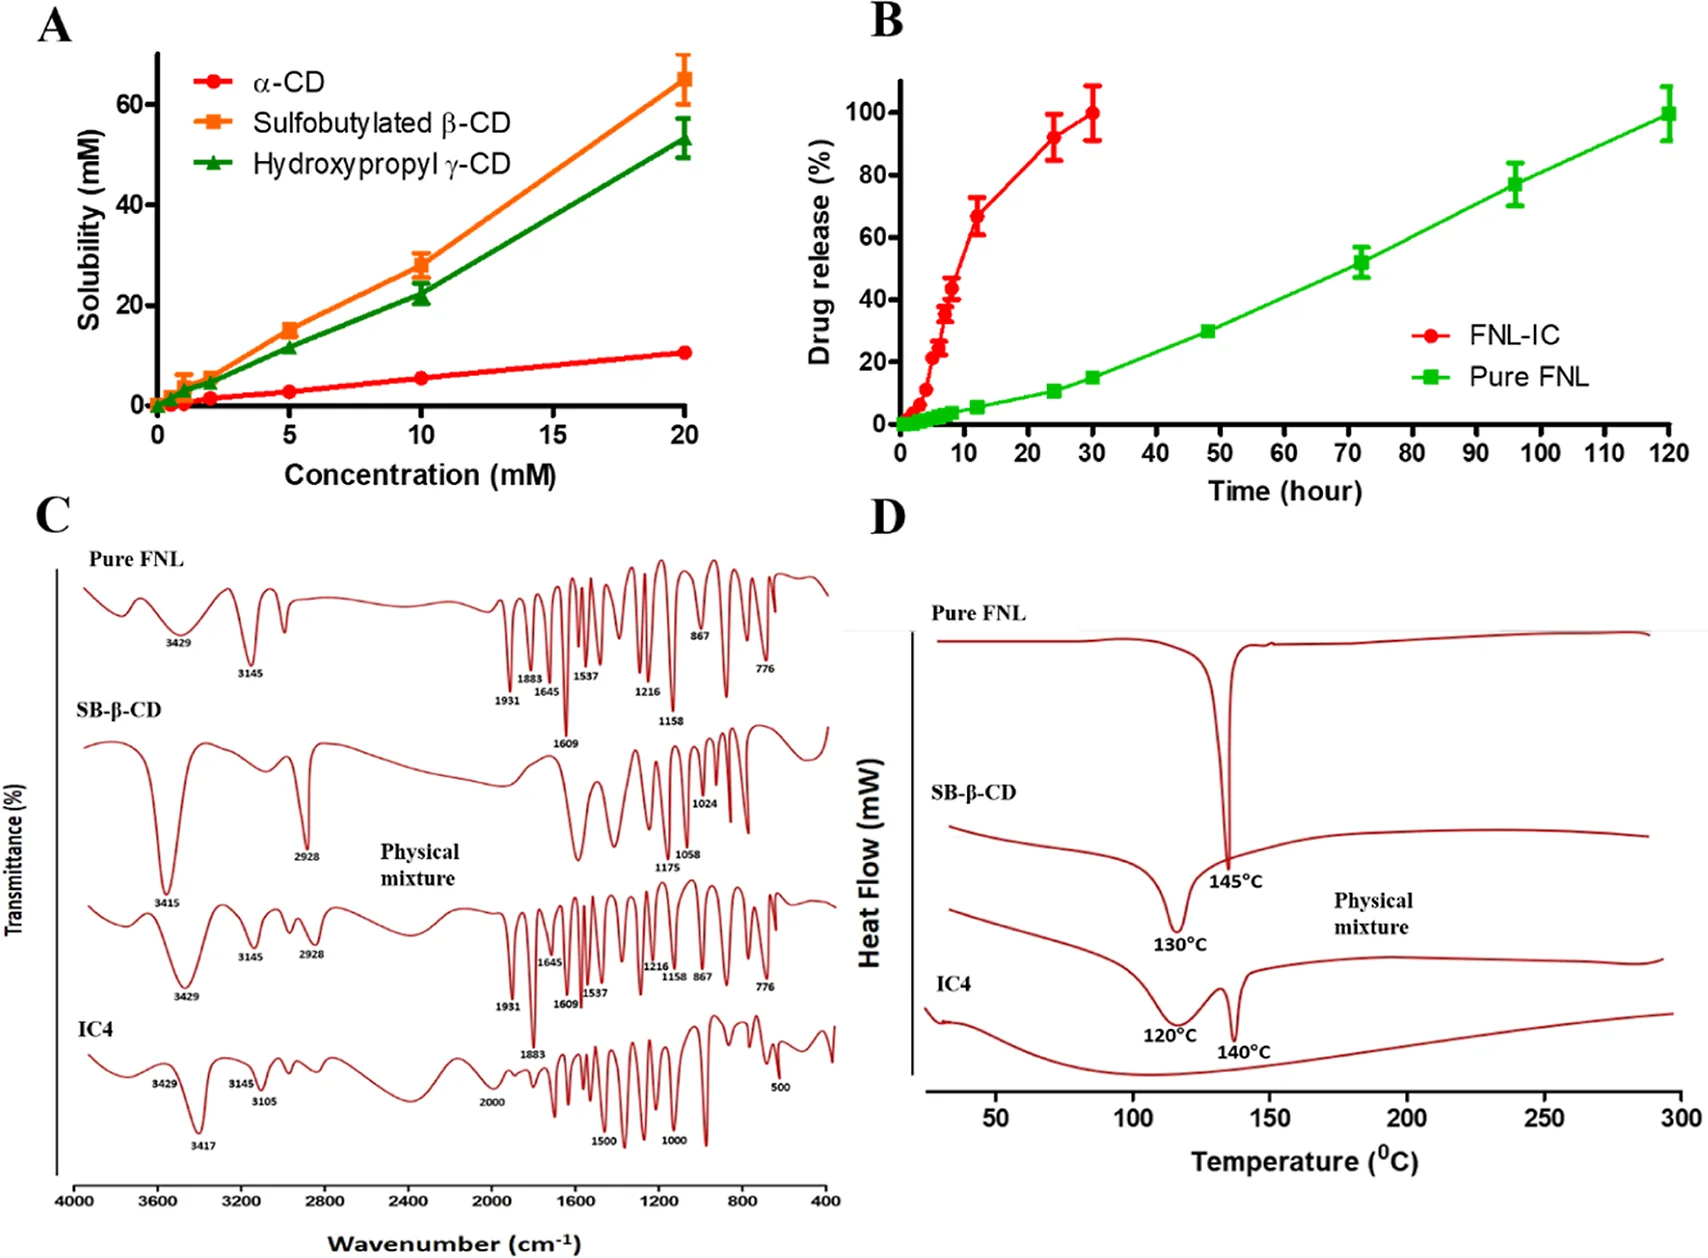 A
α-CD
Sulfobutylated β-CD
Hydroxypropyl γ-CD
Solubility (mM)
60
40
20
0
0 5 10 15 20
Concentration (mM)
B
Drug release (%)
100
80
60
40
20
0
FNL-IC
Pure FNL
0 10 20 30 40 50 60 70 80 90 100 110 120
Time (hour)
C
Transmittance (%)
Pure FNL
3429
3145
1931
1883
1645
1609
1537
1216
1158
867
776
SB-β-CD
3415
2928
1175
1058
1024
Physical
mixture
3429
3145
2928
1931
1883
1645
1609
1537
1216
1158
867
776
IC4
3429
3417
3145
3105
2000
1500
1000
500
4000 3600 3200 2800 2400 2000 1600 1200 800 400
Wavenumber (cm⁻¹)
D
Heat Flow (mW)
Pure FNL
145°C
SB-β-CD
130°C
Physical
mixture
120°C
140°C
IC4
50 100 150 200 250 300
Temperature (⁰C)